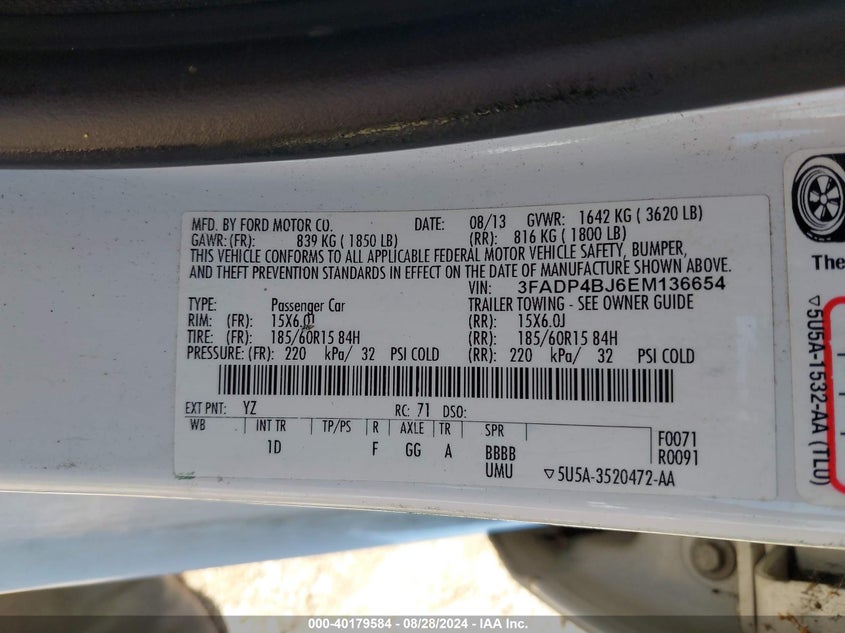 MFD. BY FORD MOTOR CO. DATE: 08/13 GVWR: 1642 KG ( 3620 LB)
GAWR: (FR): 839 KG ( 1850 LB) (RR): 816 KG ( 1800 LB)
THIS VEHICLE CONFORMS TO ALL APPLICABLE FEDERAL MOTOR VEHICLE SAFETY, BUMPER,
AND THEFT PREVENTION STANDARDS IN EFFECT ON THE DATE OF MANUFACTURE SHOWN ABOVE.
VIN: 3FADP4BJ6EM136654
TYPE: Passenger Car TRAILER TOWING - SEE OWNER GUIDE
RIM: (FR): 15X6.0J (RR): 15X6.0J
TIRE: (FR): 185/60R15 84H (RR): 185/60R15 84H
PRESSURE: (FR): 220 kPa/ 32 PSI COLD (RR): 220 kPa/ 32 PSI COLD
EXT PNT: YZ RC: 71 DSO:
WB INT TR TP/PS R AXLE TR SPR
1D F GG A BBBB
UMU
F0071
R0091
▽5U5A-3520472-AA
The
▽5U5A-1532-AA (TLU)
000-40179584 - 08/28/2024 - US - IAA Inc.